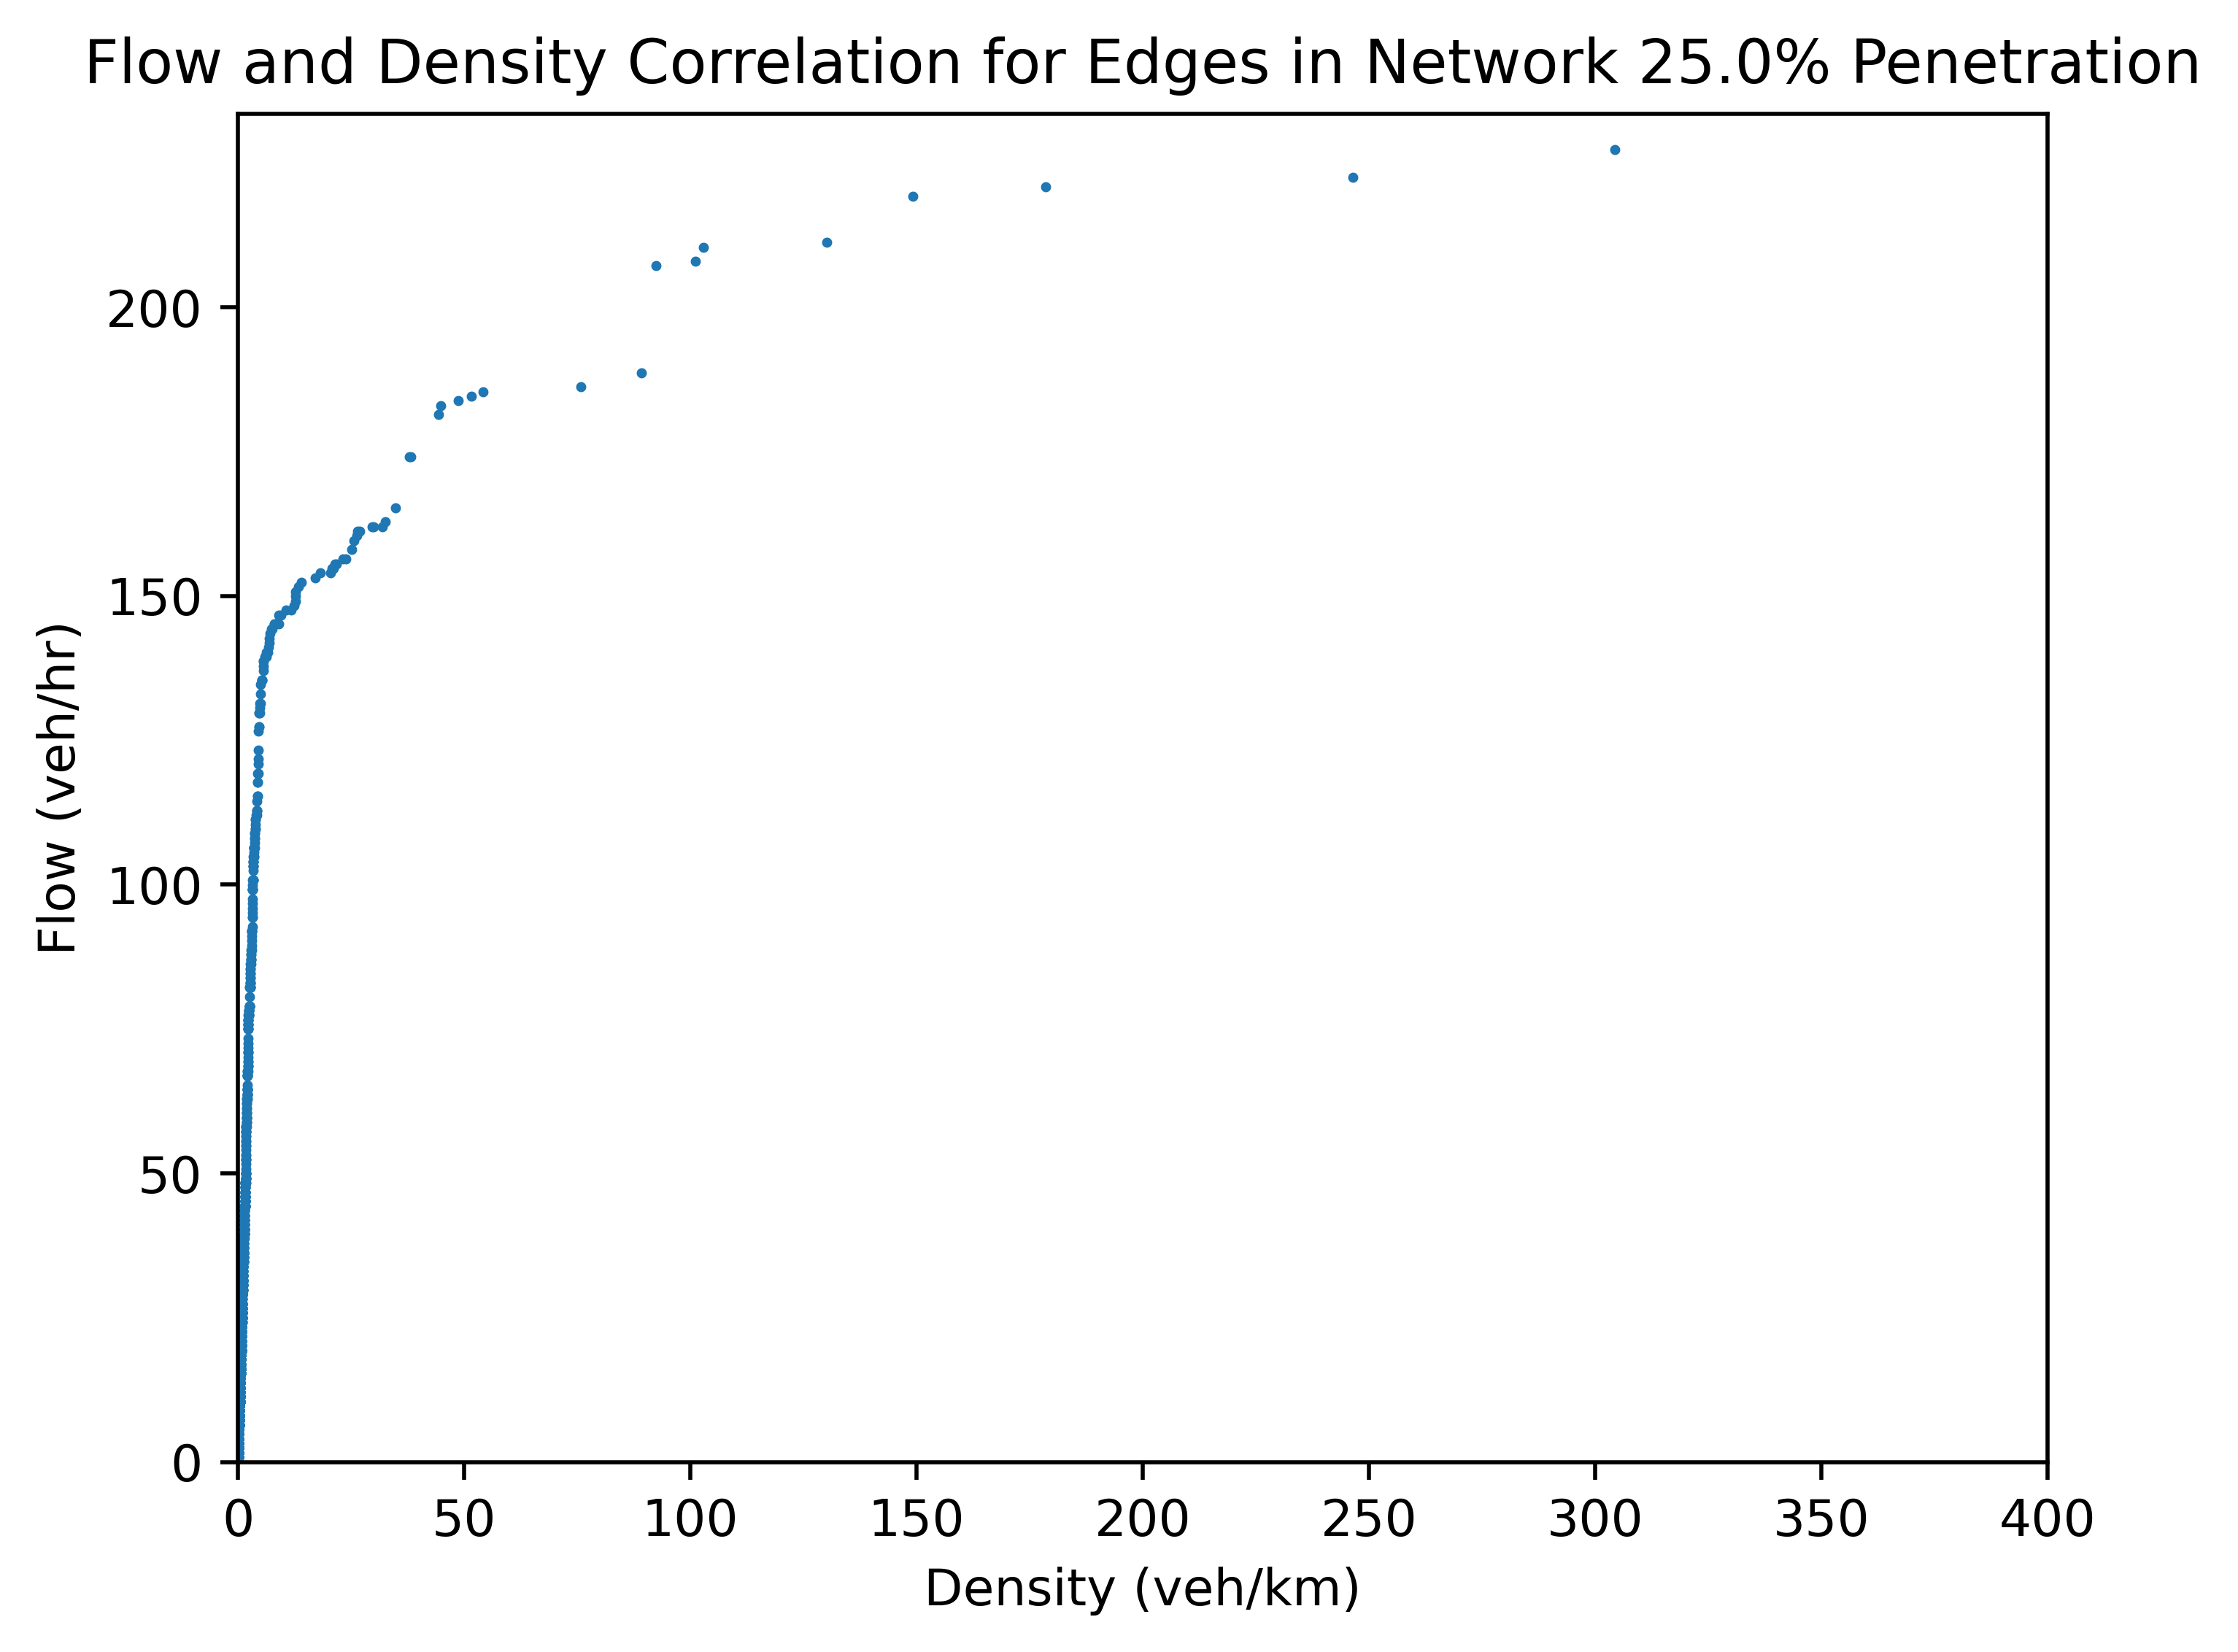 Flow and Density Correlation for Edges in Network 25.0% Penetration
Flow (veh/hr)
200
150
100
50
0
0 50 100 150 200 250 300 350 400
Density (veh/km)